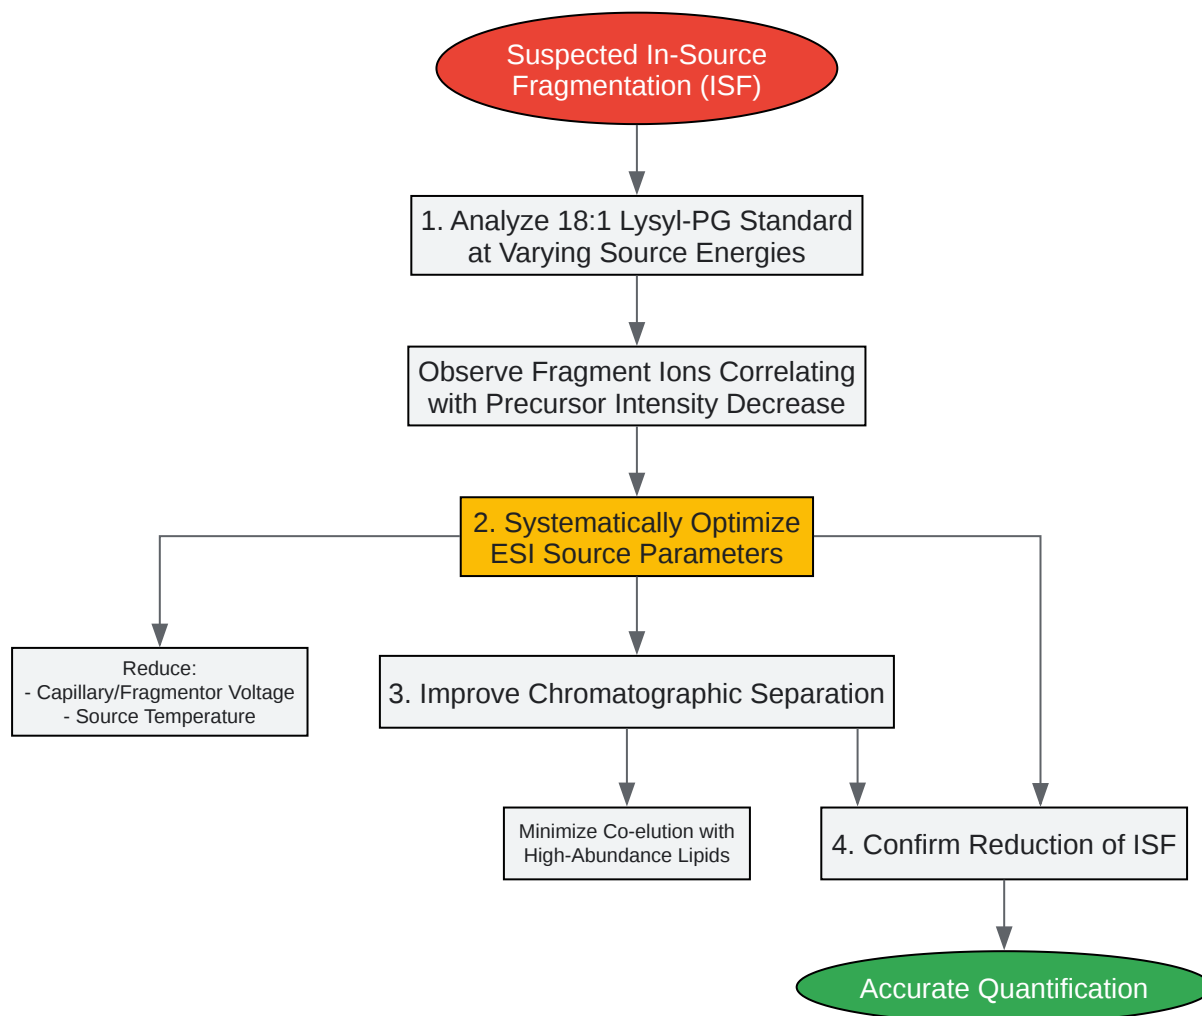 Suspected In-Source
Fragmentation (ISF)
1. Analyze 18:1 Lysyl-PG Standard
at Varying Source Energies
Observe Fragment Ions Correlating
with Precursor Intensity Decrease
2. Systematically Optimize
ESI Source Parameters
Reduce:
- Capillary/Fragmentor Voltage
- Source Temperature
3. Improve Chromatographic Separation
Minimize Co-elution with
High-Abundance Lipids
4. Confirm Reduction of ISF
Accurate Quantification